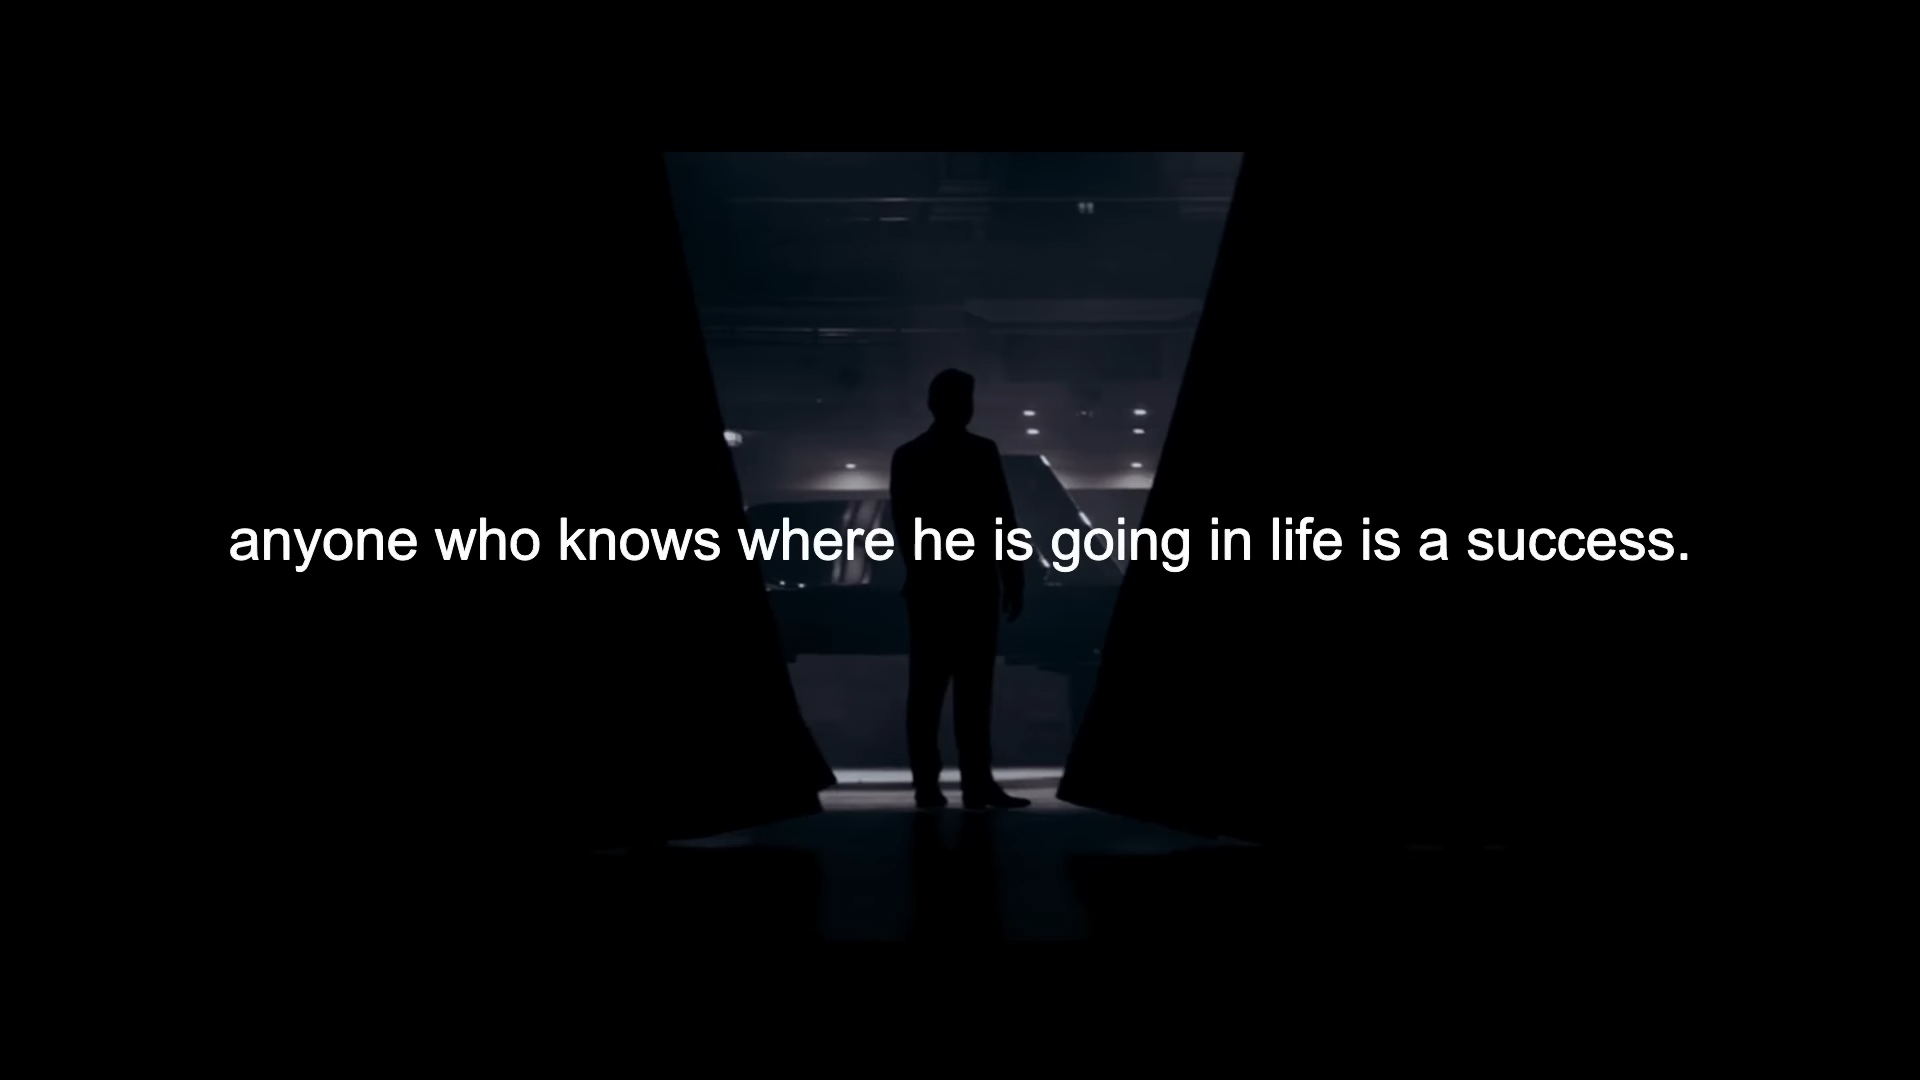 anyone who knows where he is going in life is a success.